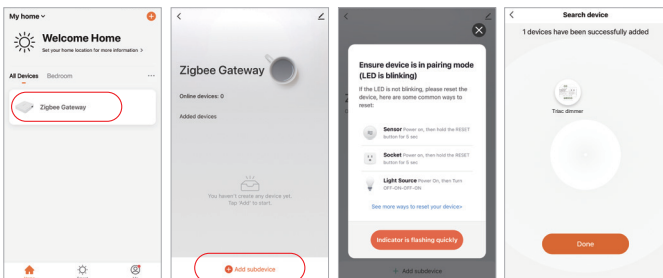 My home
Welcome Home
Set your home location for more information >
All Devices Bedroom ...
Zigbee Gateway
Zigbee Gateway
Online devices: 0
Added devices
You haven't create any device yet.
Tap 'Add' to start.
Add subdevice
Ensure device is in pairing mode
(LED is blinking)
If the LED is not blinking, please reset the
device, here are some common ways to
reset:
Sensor Power on, then hold the RESET
button for 5 sec
Socket Power on, then hold the RESET
button for 5 sec
Light Source Power On, then Turn
OFF-ON-OFF-ON
See more ways to reset your device>
Indicator is flashing quickly
+ Add subdevice
Search device
1 devices have been successfully added
Triac dimmer
Done